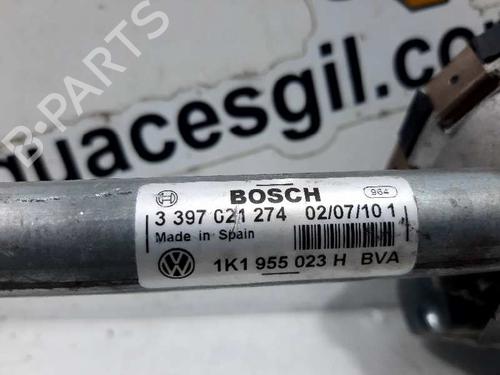 B-PARTS
guacesgil.com
BOSCH 964
3 397 021 274 02/07/10 1
Made in Spain
1K1 955 023 H BVA